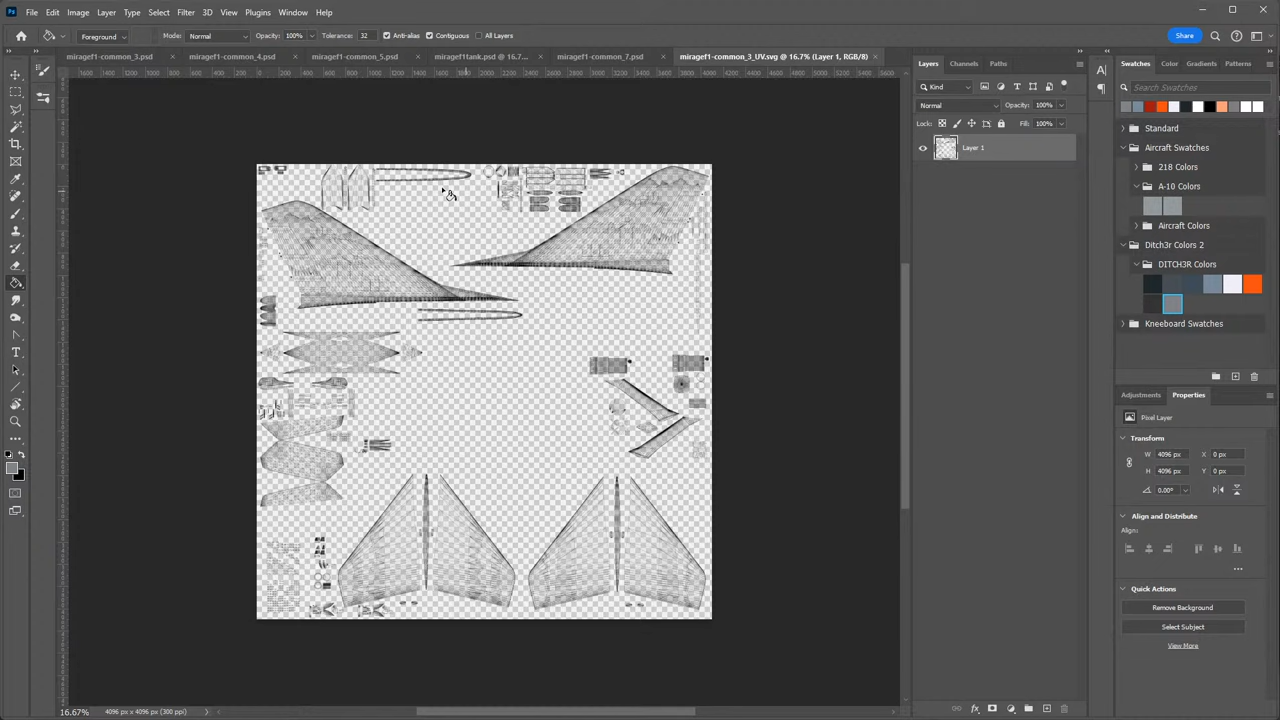 Ps File Edit Image Layer Type Select Filter 3D View Plugins Window Help
Foreground Mode: Normal Opacity: 100% Tolerance: 32 Anti-alias Contiguous All Layers Share
miragef1-common_3.psd × miragef1-common_4.psd × miragef1-common_5.psd × miragef1tank.psd @ 16.7... × miragef1-common_7.psd × miragef1-common_3_UV.svg @ 16.7% (Layer 1, RGB/8) ×
Layers Channels Paths
Kind
Normal Opacity: 100%
Lock: Fill: 100%
Layer 1
Swatches Color Gradients Patterns
Search Swatches
Standard
Aircraft Swatches
218 Colors
A-10 Colors
Aircraft Colors
Ditch3r Colors 2
DITCH3R Colors
Kneeboard Swatches
Adjustments Properties
Pixel Layer
Transform
W 4096 px X 0 px
H 4096 px Y 0 px
0.00°
Align and Distribute
Align:
Quick Actions
Remove Background
Select Subject
View More
16.67% 4096 px x 4096 px (300 ppi)